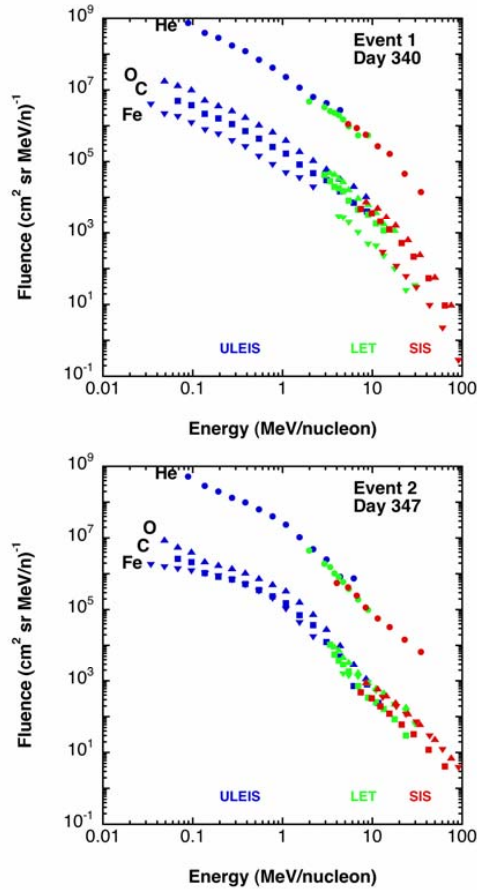 10^9
10^7
10^5
10^3
10^1
10^-1
Fluence (cm^2 sr MeV/n)^-1
He
O
C
Fe
Event 1
Day 340
ULEIS
LET
SIS
0.01
0.1
1
10
100
Energy (MeV/nucleon)
10^9
10^7
10^5
10^3
10^1
10^-1
Fluence (cm^2 sr MeV/n)^-1
He
O
C
Fe
Event 2
Day 347
ULEIS
LET
SIS
0.01
0.1
1
10
100
Energy (MeV/nucleon)